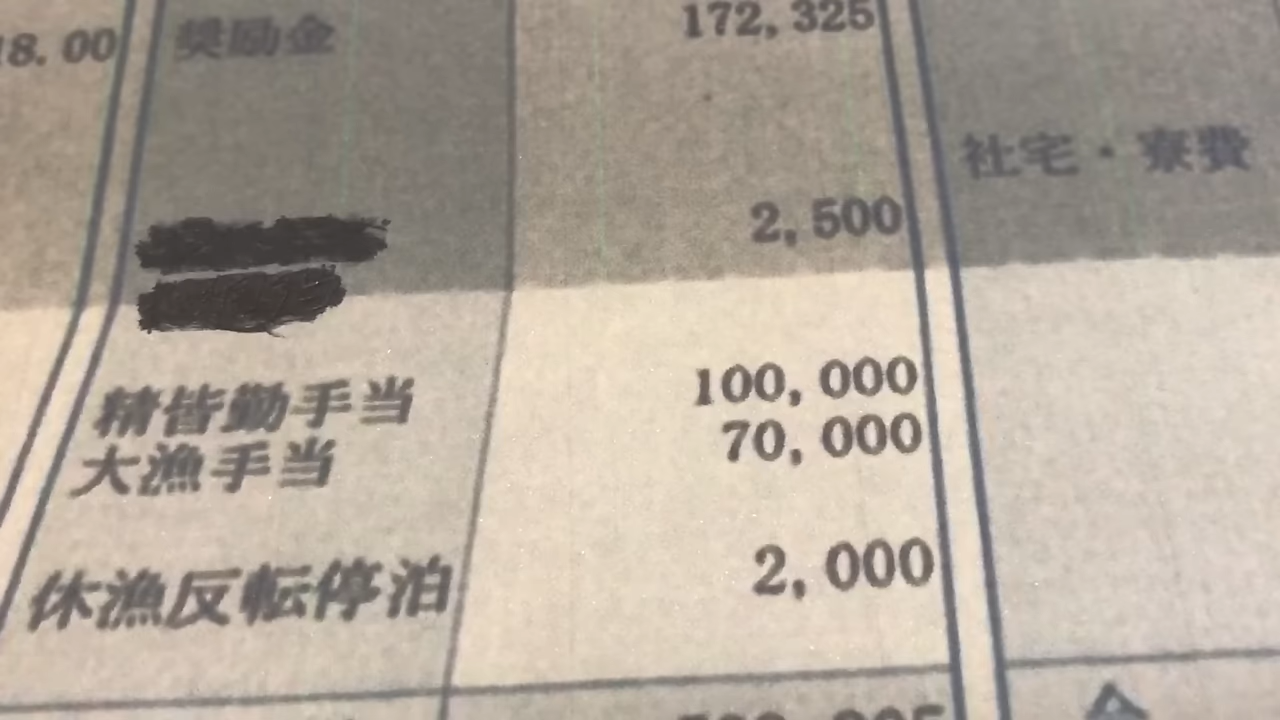 18.00 奨励金 172,325
社宅・寮費
2,500
精皆勤手当 100,000
大漁手当 70,000
休漁反転停泊 2,000